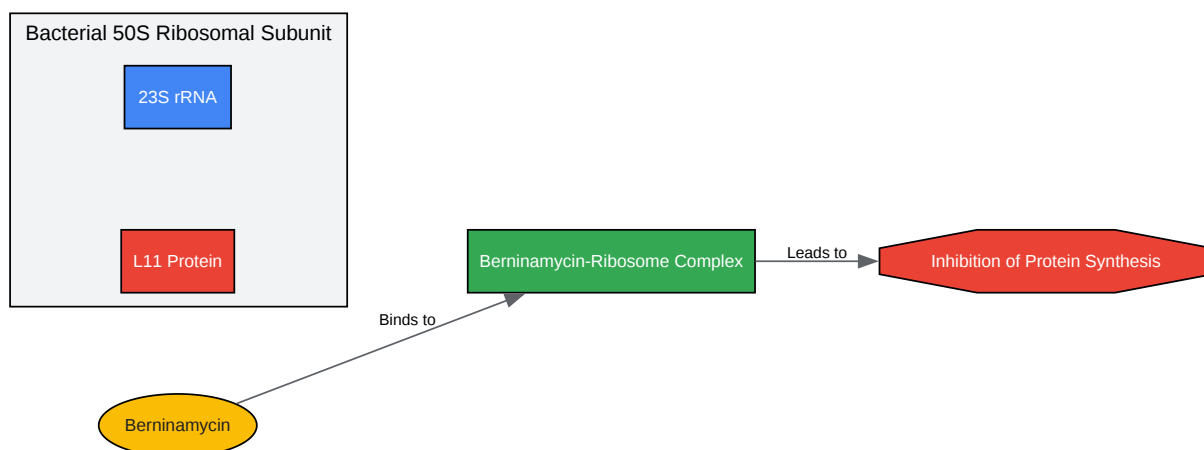 Bacterial 50S Ribosomal Subunit
23S rRNA
L11 Protein
Berninamycin-Ribosome Complex
Leads to
Inhibition of Protein Synthesis
Binds to
Berninamycin